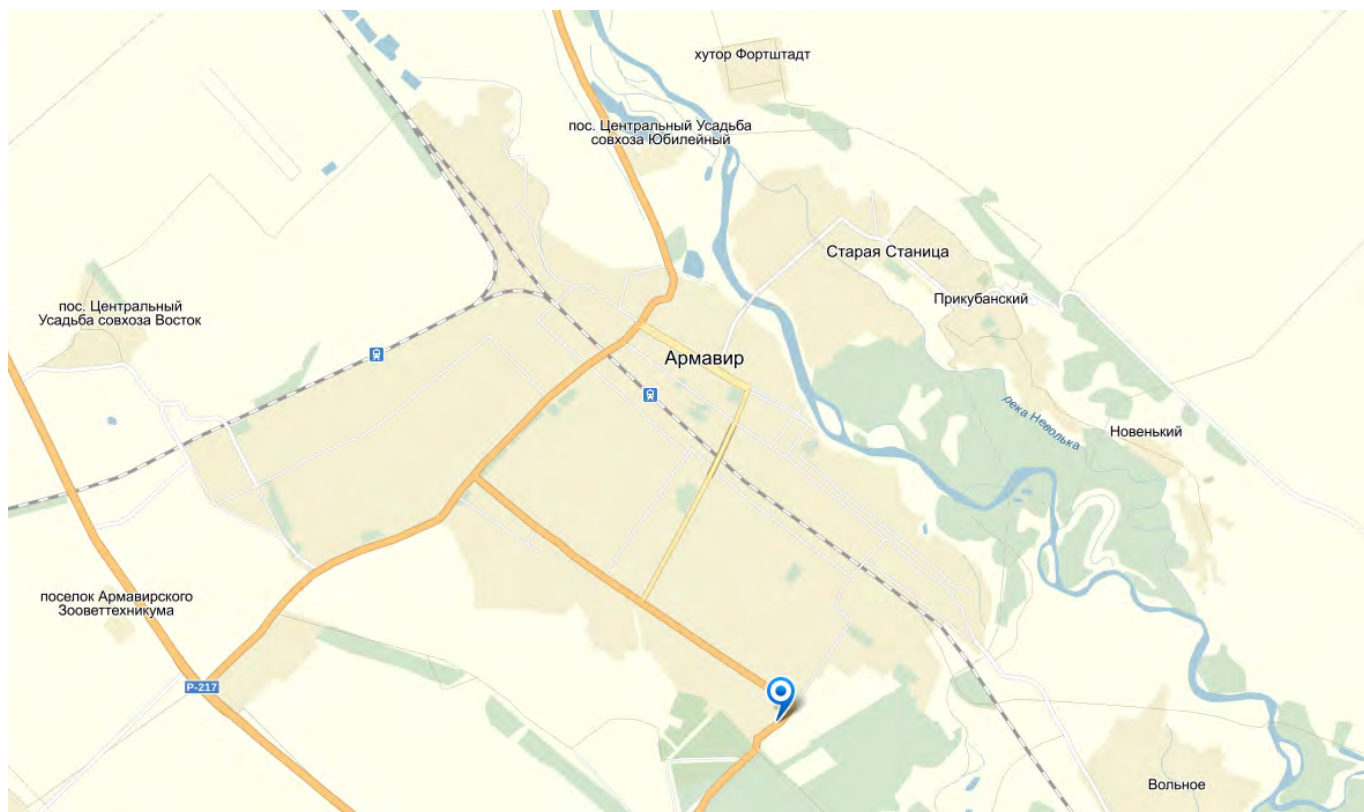 хутор Фортштадт
пос. Центральный Усадьба
совхоза Юбилейный
Старая Станица
Прикубанский
пос. Центральный
Усадьба совхоза Восток
Армавир
река Неволька
Новенький
поселок Армавирского
Зооветтехникума
Р-217
Вольное